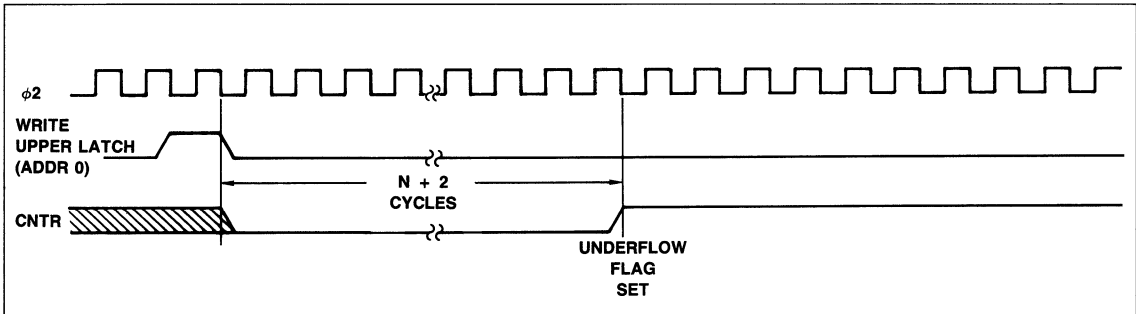 φ2
WRITE
UPPER LATCH
(ADDR 0)
N + 2
CYCLES
CNTR
UNDERFLOW
FLAG
SET